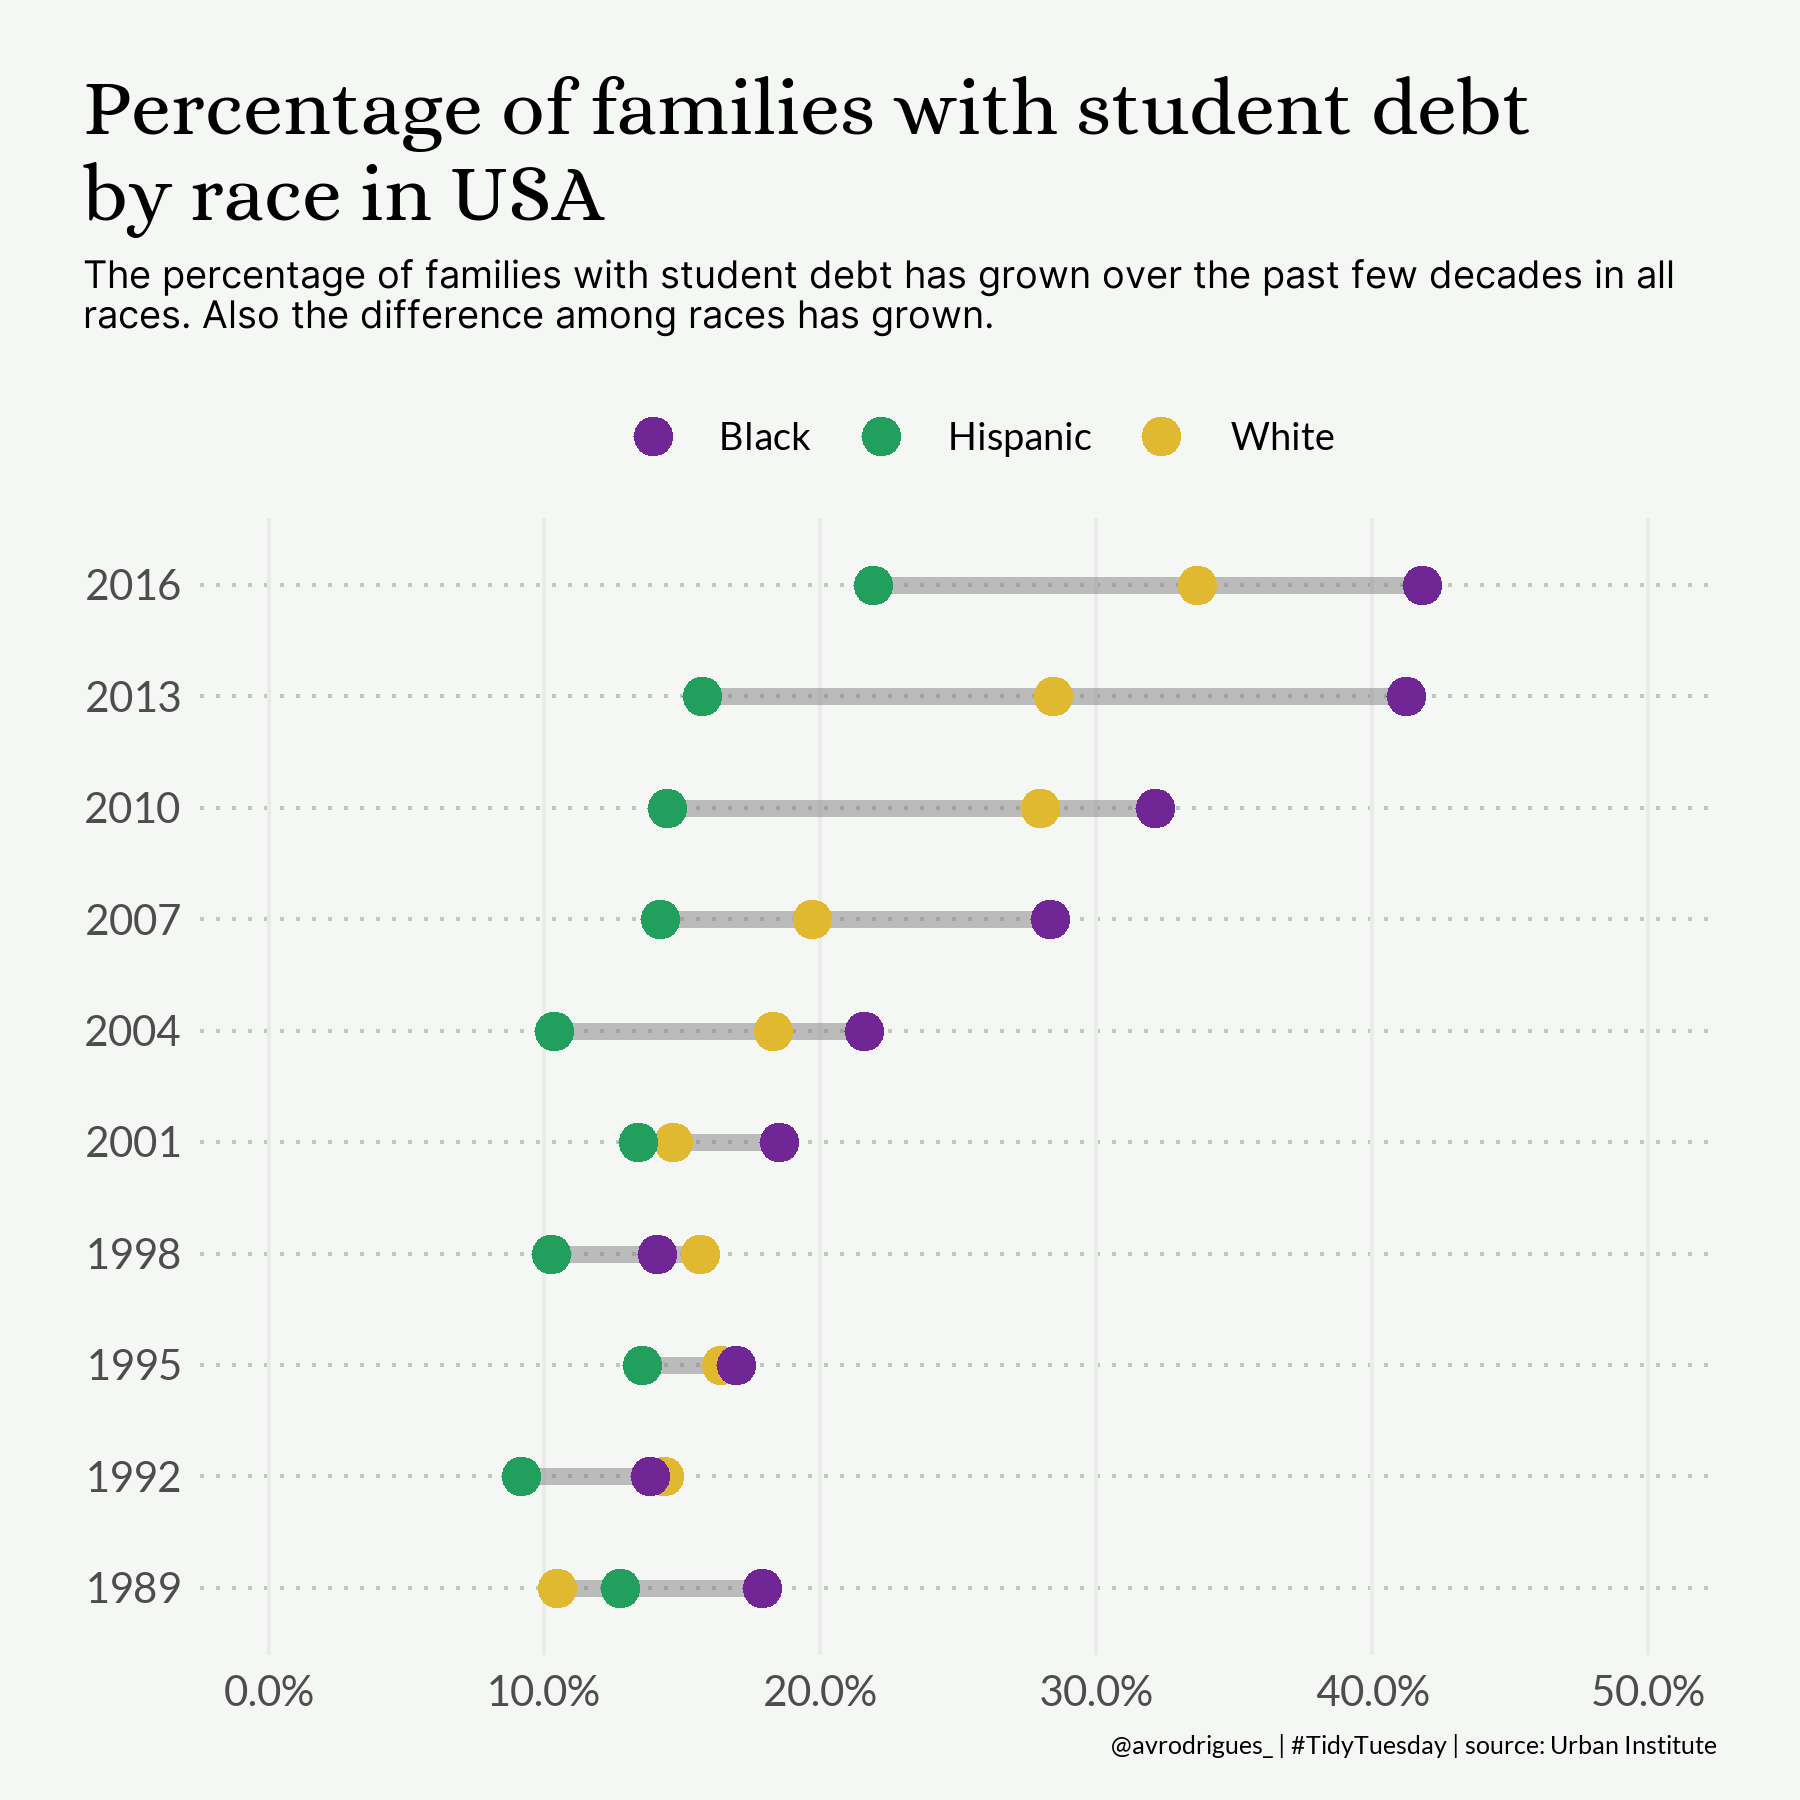 Percentage of families with student debt
by race in USA
The percentage of families with student debt has grown over the past few decades in all
races. Also the difference among races has grown.
Black Hispanic White
2016
2013
2010
2007
2004
2001
1998
1995
1992
1989
0.0% 10.0% 20.0% 30.0% 40.0% 50.0%
@avrodrigues_ | #TidyTuesday | source: Urban Institute